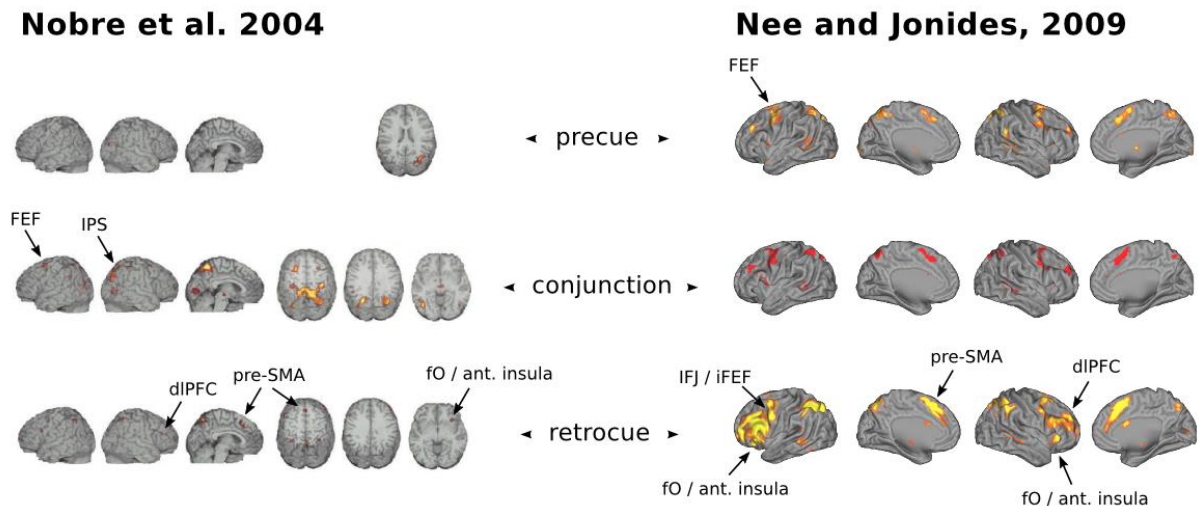 Nobre et al. 2004
Nee and Jonides, 2009
FEF
precue
FEF
IPS
conjunction
dlPFC
pre-SMA
fO / ant. insula
retrocue
IFJ / iFEF
pre-SMA
dlPFC
fO / ant. insula
fO / ant. insula